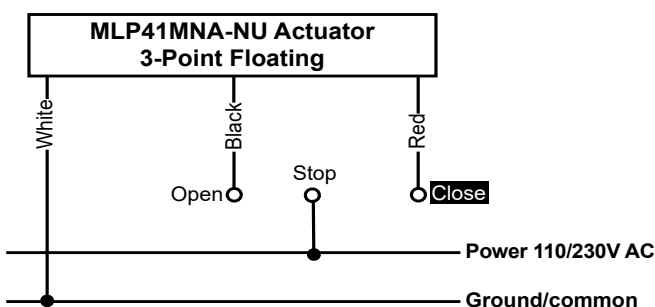 MLP41MNA-NU Actuator
3-Point Floating
White
Black
Red
Stop
Open
Close
Power 110/230V AC
Ground/common